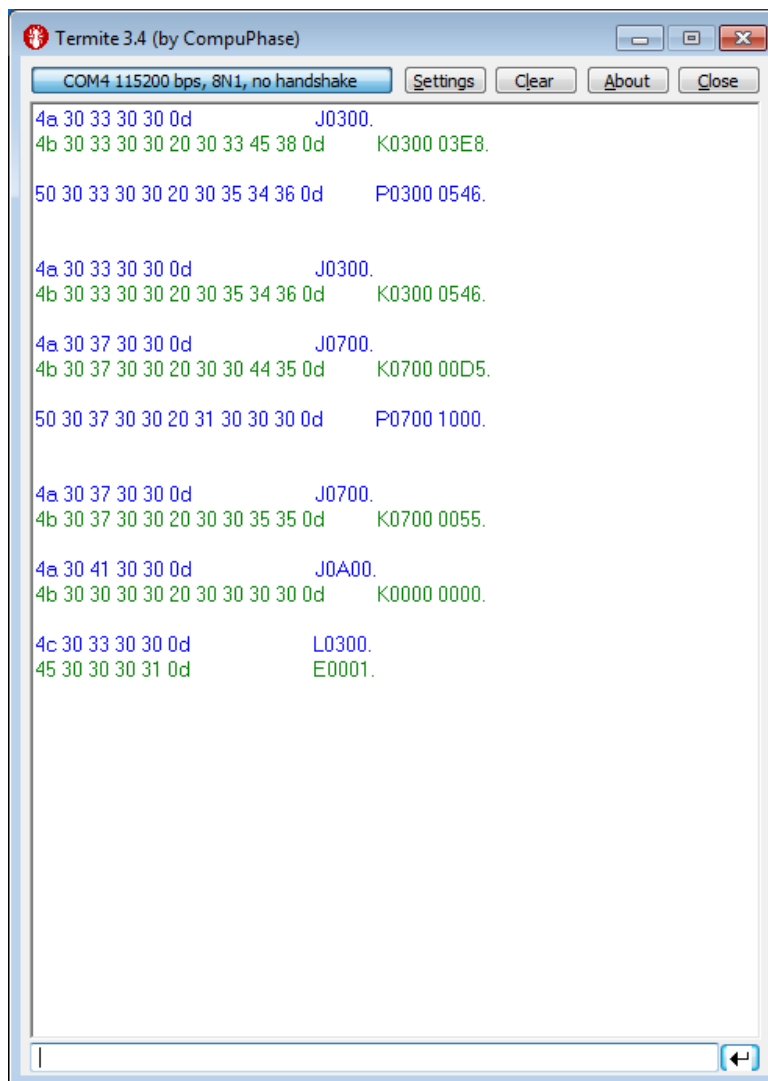 Termite 3.4 (by CompuPhase)
COM4 115200 bps, 8N1, no handshake Settings Clear About Close
4a 30 33 30 30 0d J0300.
4b 30 33 30 30 20 30 33 45 38 0d K0300 03E8.
50 30 33 30 30 20 30 35 34 36 0d P0300 0546.
4a 30 33 30 30 0d J0300.
4b 30 33 30 30 20 30 35 34 36 0d K0300 0546.
4a 30 37 30 30 0d J0700.
4b 30 37 30 30 20 30 30 44 35 0d K0700 00D5.
50 30 37 30 30 20 31 30 30 30 0d P0700 1000.
4a 30 37 30 30 0d J0700.
4b 30 37 30 30 20 30 30 35 35 0d K0700 0055.
4a 30 41 30 30 0d J0A00.
4b 30 30 30 30 20 30 30 30 30 0d K0000 0000.
4c 30 33 30 30 0d L0300.
45 30 30 30 31 0d E0001.